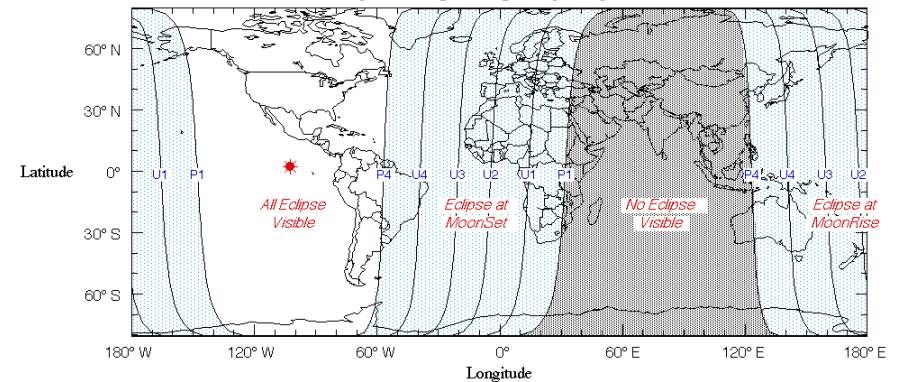 60° N
30° N
Latitude
0°
U1
P1
P4
U4
U3
U2
U1
P1
P4
U4
U3
U2
All Eclipse
Visible
Eclipse at
MoonSet
No Eclipse
Visible
Eclipse at
MoonRise
30° S
60° S
180° W
120° W
60° W
0°
60° E
120° E
180° E
Longitude